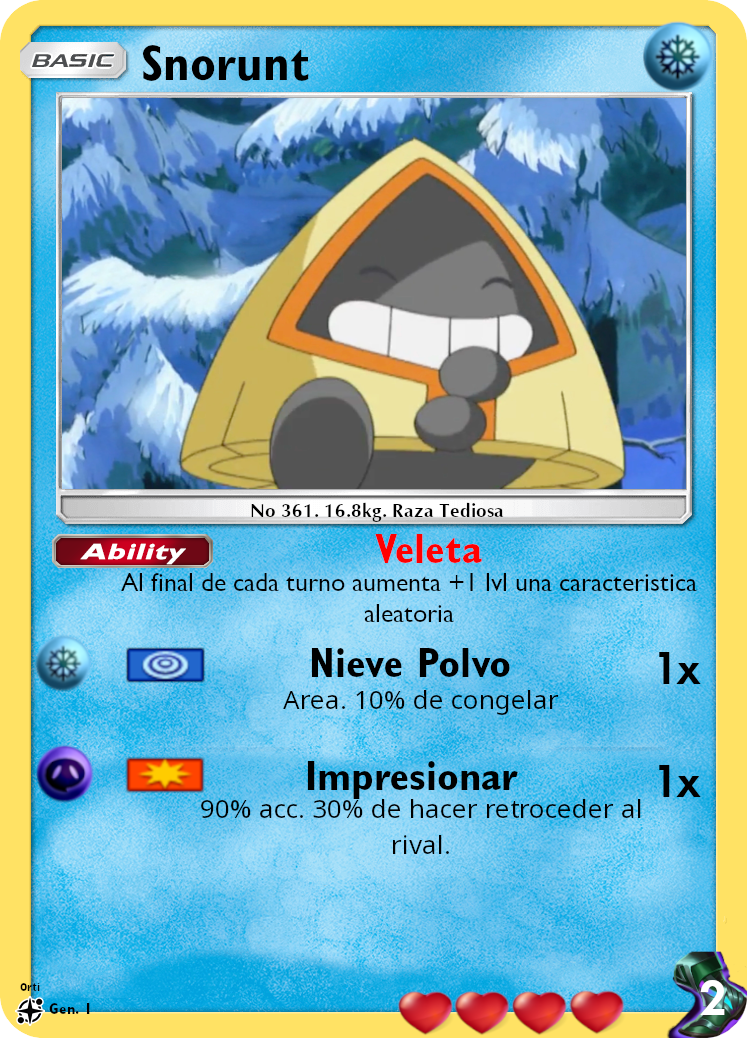 BASIC Snorunt
No 361. 16.8kg. Raza Tediosa
Ability Veleta
Al final de cada turno aumenta +1 lvl una caracteristica
aleatoria
Nieve Polvo 1x
Area. 10% de congelar
Impresionar 1x
90% acc. 30% de hacer retroceder al
rival.
Orti
Gen. 1
2